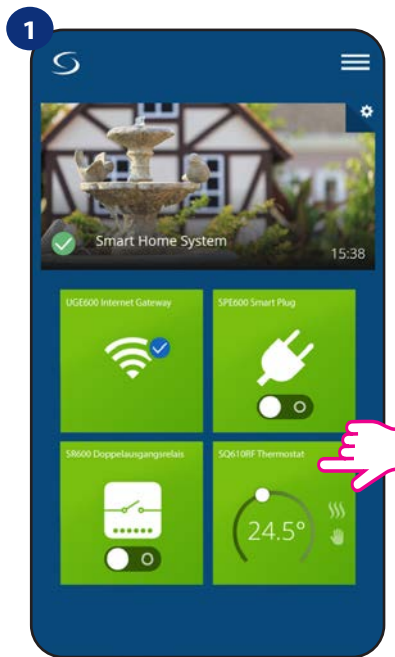 1
Smart Home System
15:38
UGE600 Internet Gateway
SPE600 Smart Plug
SR600 Doppelausgangsrelais
SQ610RF Thermostat
24.5°